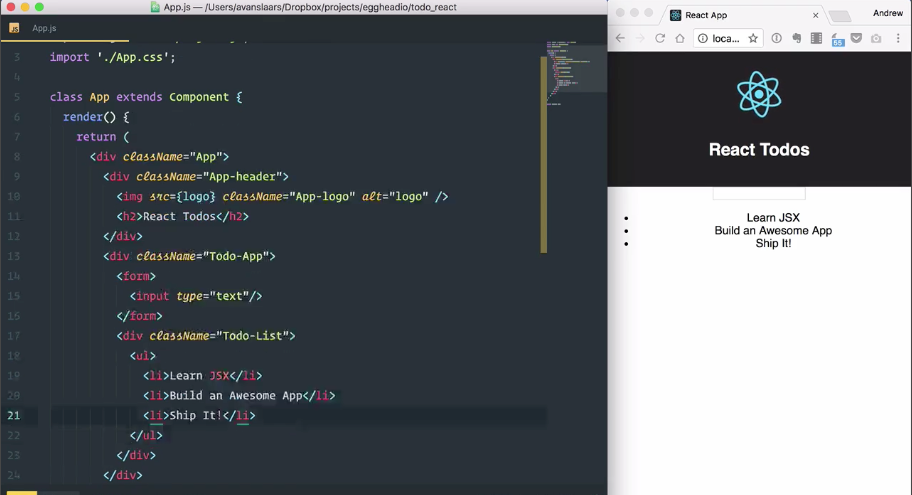 App.js — /Users/avanslaars/Dropbox/projects/eggheadio/todo_react
JS App.js
3 import './App.css';
4
5 class App extends Component {
6 render() {
7 return (
8 <div className="App">
9 <div className="App-header">
10 <img src={logo} className="App-logo" alt="logo" />
11 <h2>React Todos</h2>
12 </div>
13 <div className="Todo-App">
14 <form>
15 <input type="text"/>
16 </form>
17 <div className="Todo-List">
18 <ul>
19 <li>Learn JSX</li>
20 <li>Build an Awesome App</li>
21 <li>Ship It!</li>
22 </ul>
23 </div>
24 </div>
React App
Andrew
loca...
React Todos
Learn JSX
Build an Awesome App
Ship It!